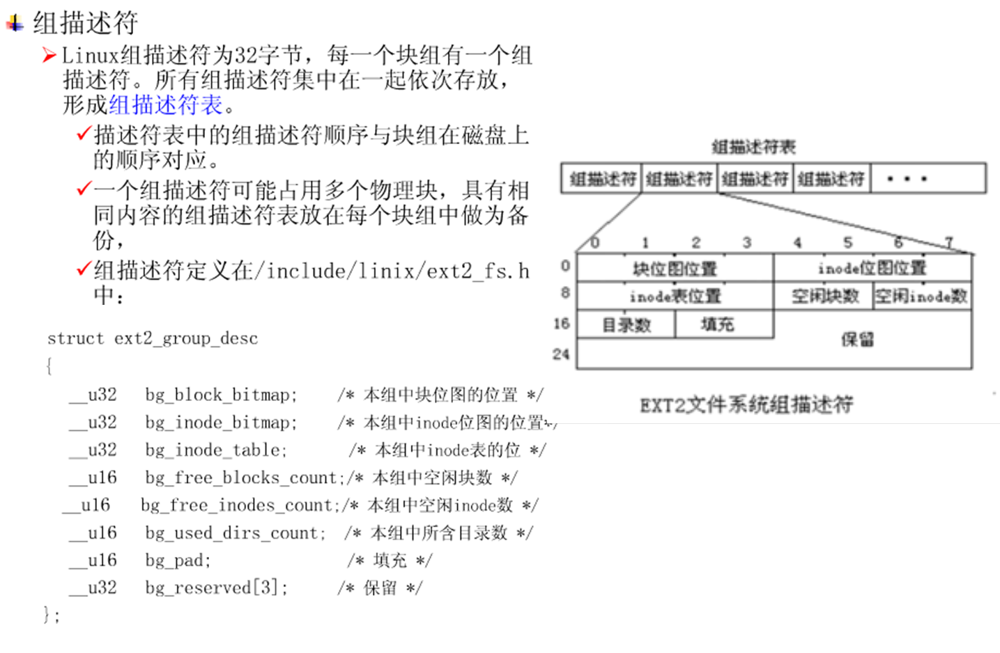 组描述符
Linux组描述符为32字节，每一个块组有一个组
描述符。所有组描述符集中在一起依次存放，
形成组描述符表。
描述符表中的组描述符顺序与块组在磁盘上
的顺序对应。
一个组描述符可能占用多个物理块，具有相
同内容的组描述符表放在每个块组中做为备
份，
组描述符定义在/include/linix/ext2_fs.h
中：
struct ext2_group_desc
{
__u32 bg_block_bitmap; /* 本组中块位图的位置 */
__u32 bg_inode_bitmap; /* 本组中inode位图的位置*/
__u32 bg_inode_table; /* 本组中inode表的位 */
__u16 bg_free_blocks_count;/* 本组中空闲块数 */
__u16 bg_free_inodes_count;/* 本组中空闲inode数 */
__u16 bg_used_dirs_count; /* 本组中所含目录数 */
__u16 bg_pad; /* 填充 */
__u32 bg_reserved[3]; /* 保留 */
};
组描述符表
组描述符 组描述符 组描述符 组描述符 ···
0 1 2 3 4 5 6 7
0 块位图位置 inode位图位置
8 inode表位置 空闲块数 空闲inode数
16 目录数 填充
保留
24
EXT2文件系统组描述符